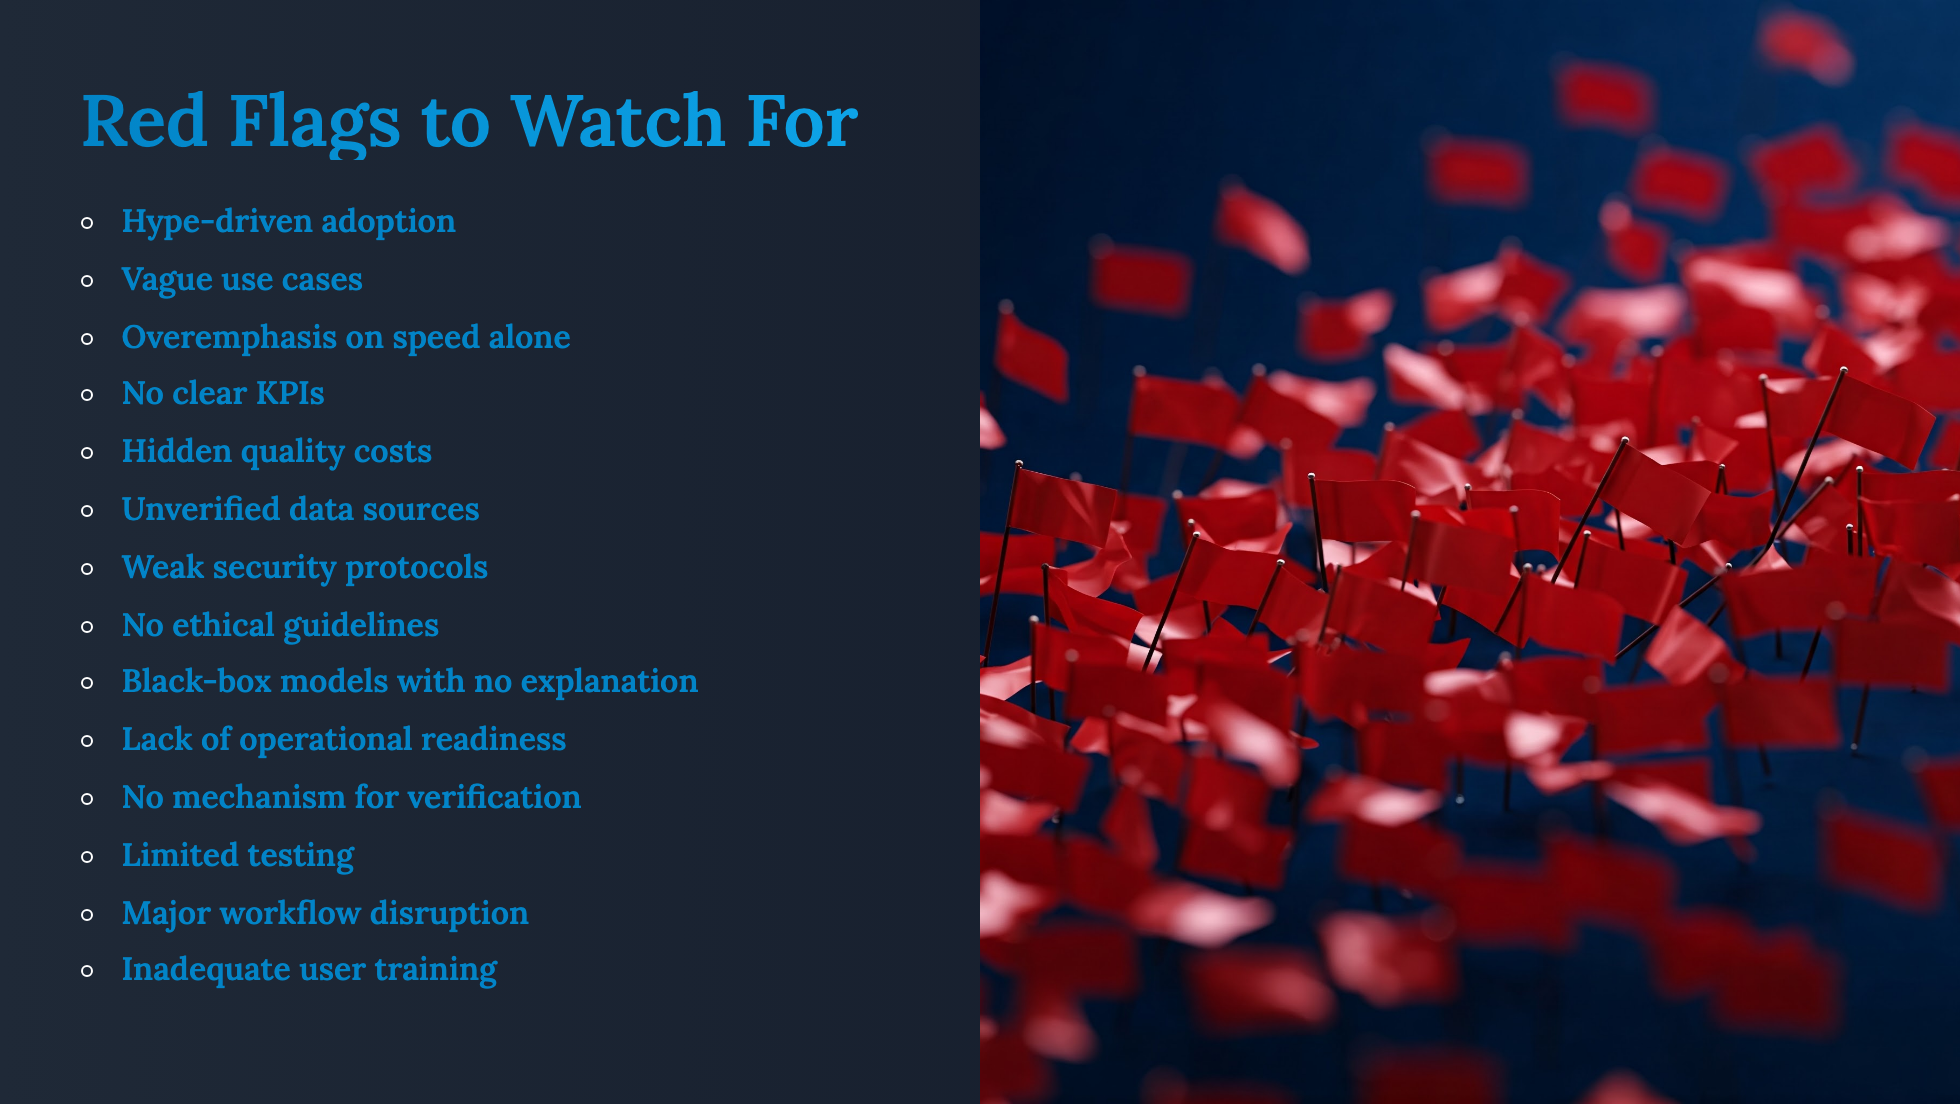 Red Flags to Watch For
Hype-driven adoption
Vague use cases
Overemphasis on speed alone
No clear KPIs
Hidden quality costs
Unverified data sources
Weak security protocols
No ethical guidelines
Black-box models with no explanation
Lack of operational readiness
No mechanism for verification
Limited testing
Major workflow disruption
Inadequate user training